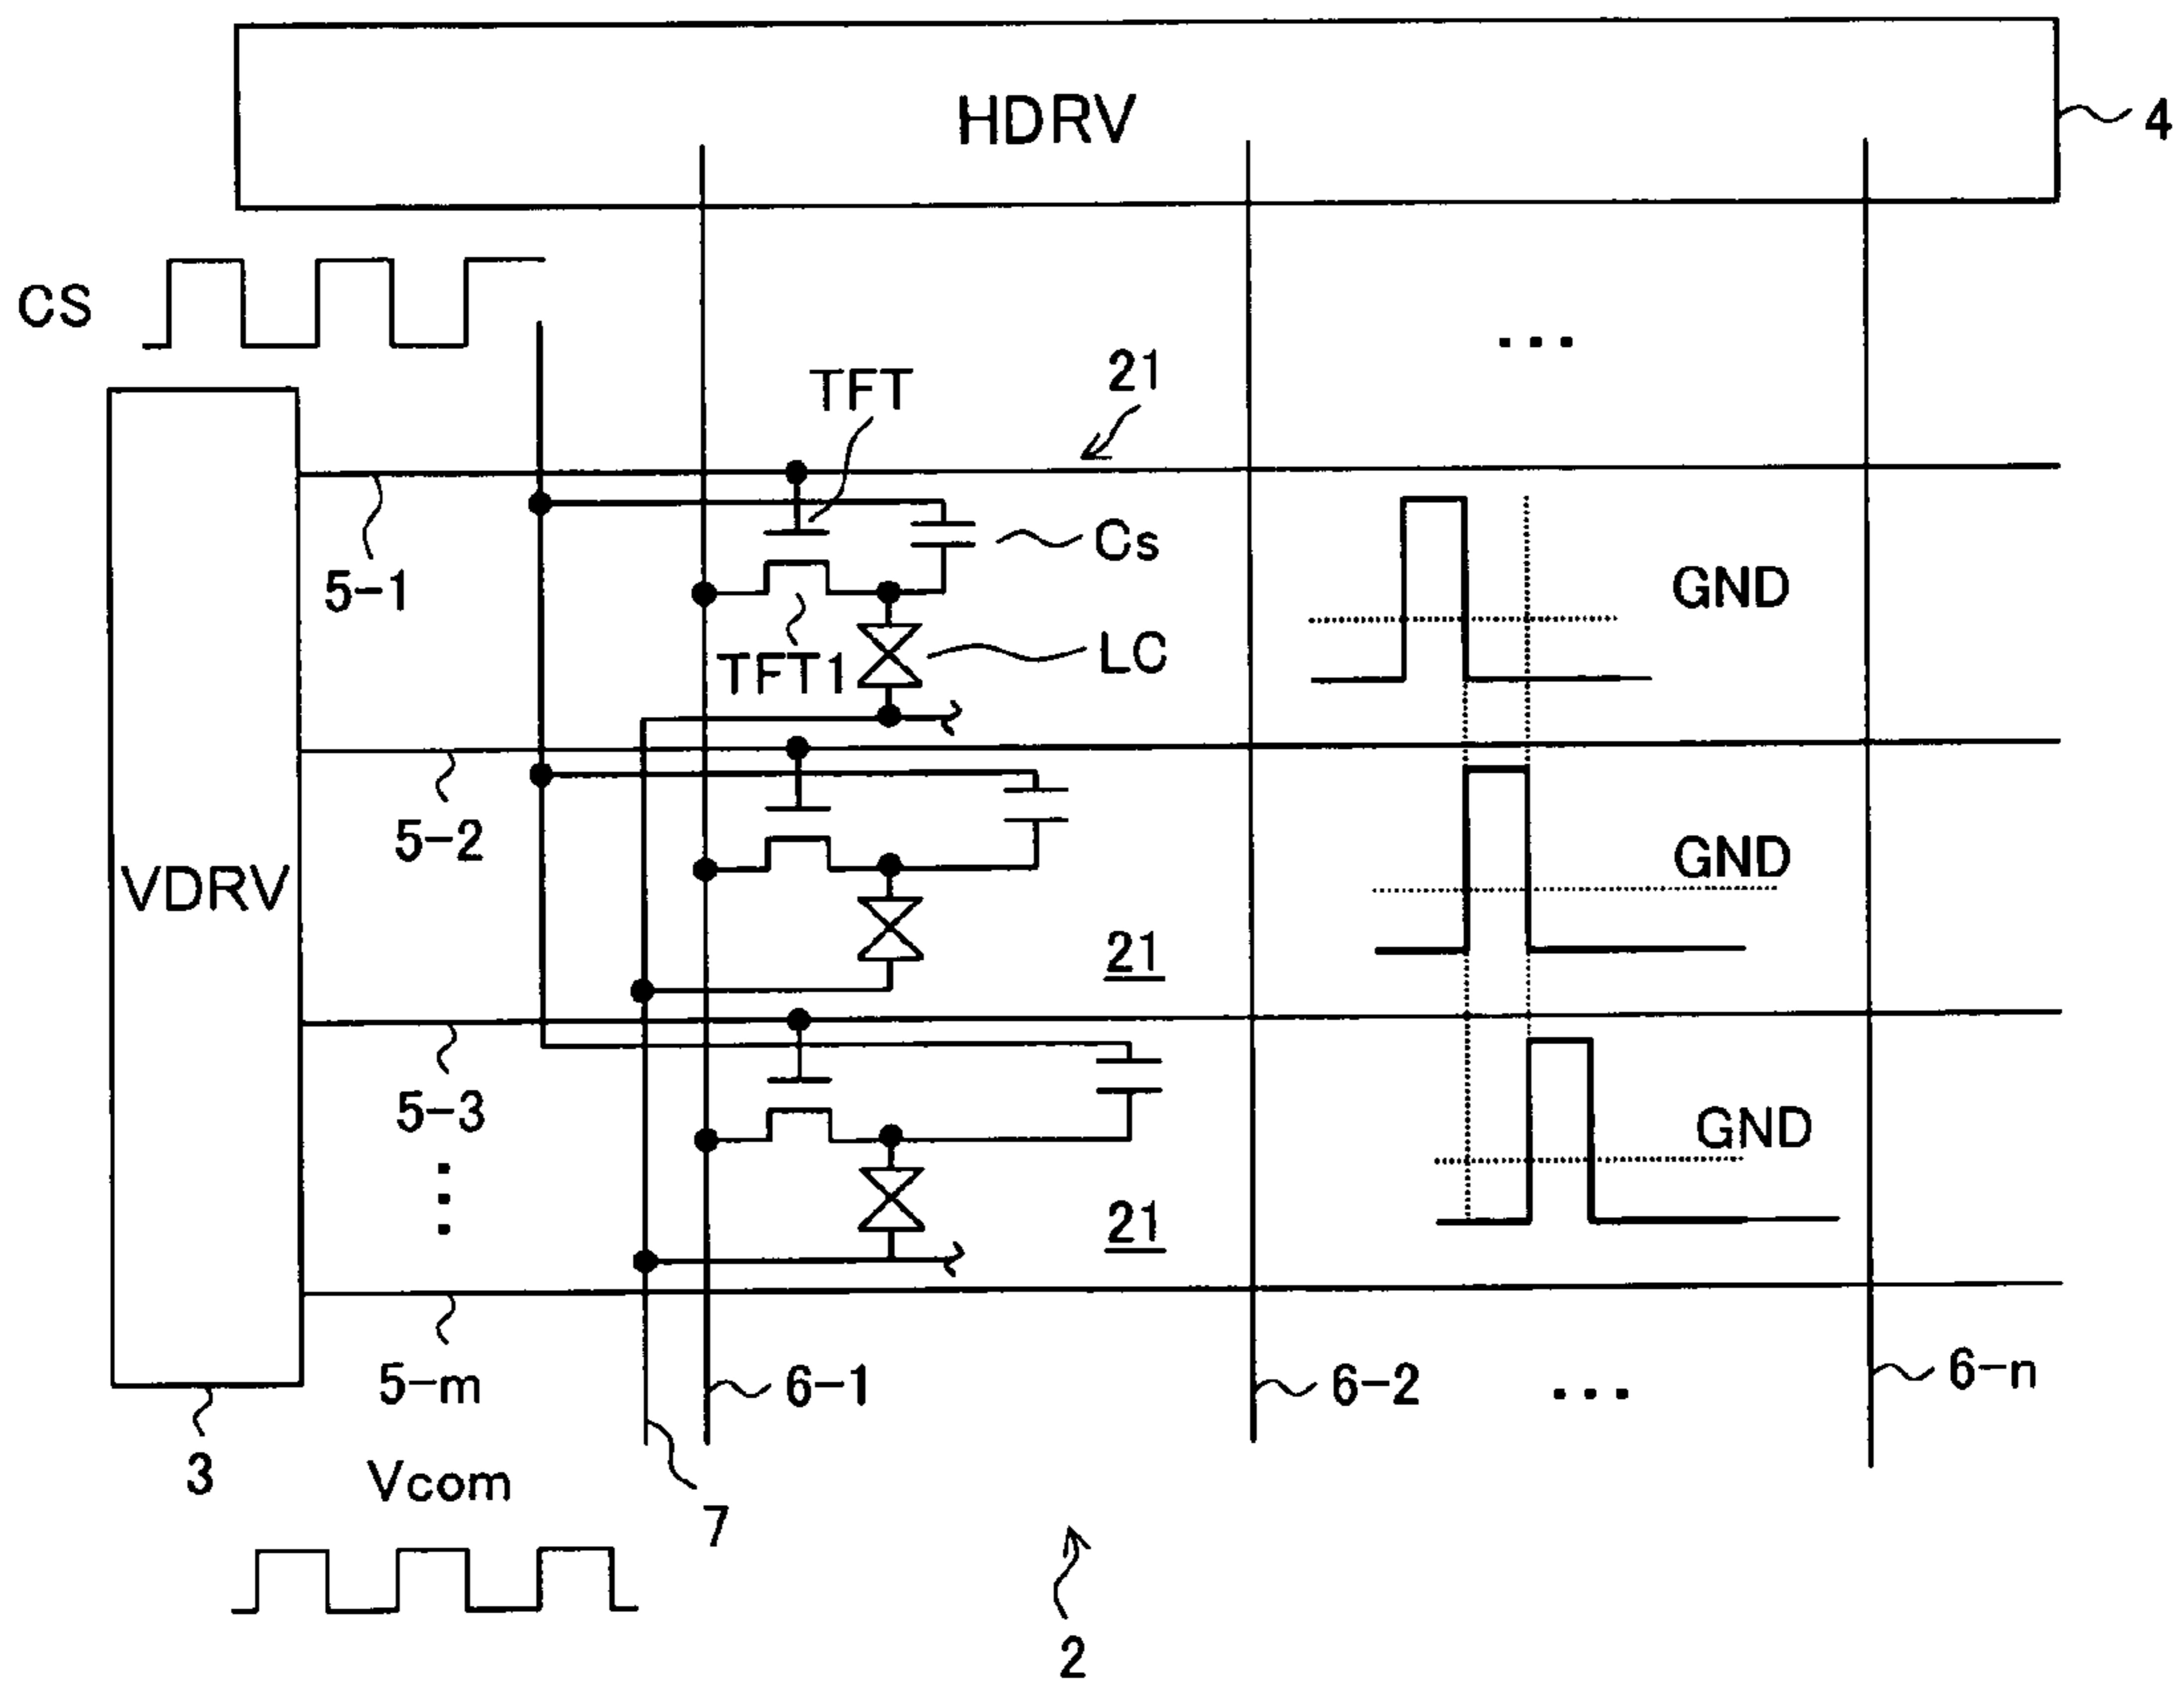 HDRV
4
CS
TFT
21
...
Cs
5-1
GND
TFT1
LC
5-2
GND
VDRV
21
5-3
GND
21
5-m
6-1
6-2
...
6-n
3
Vcom
7
2